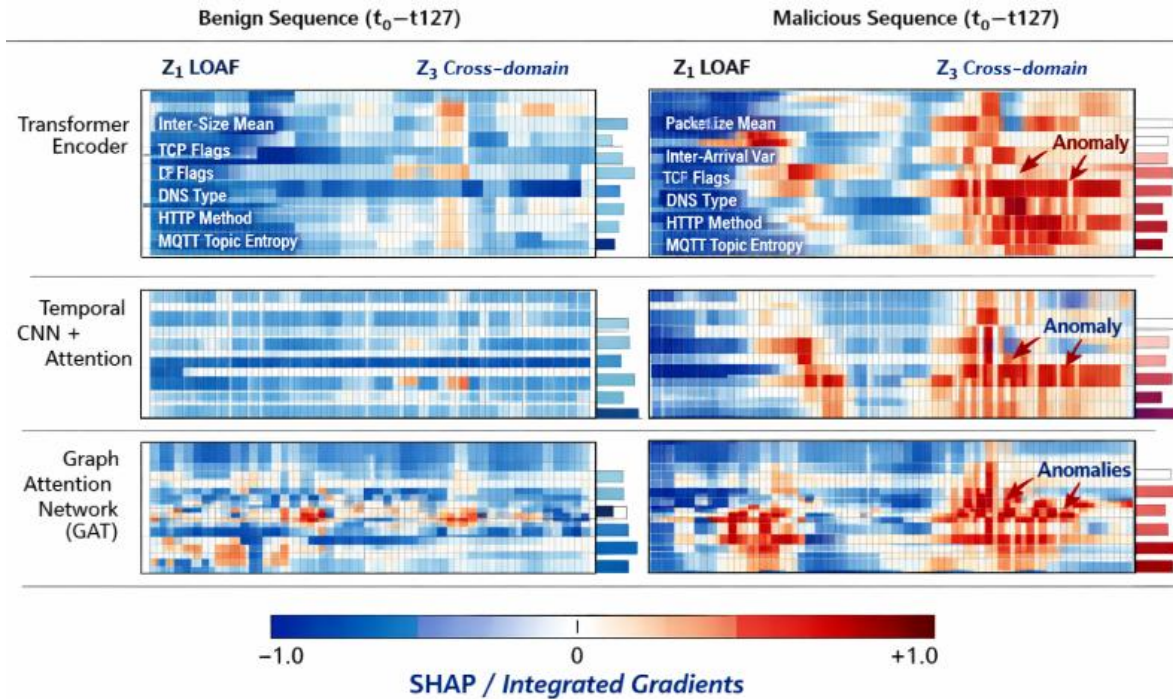 Benign Sequence (t₀–t127)
Malicious Sequence (t₀–t127)
Z₁ LOAF
Z₃ Cross-domain
Z₁ LOAF
Z₃ Cross-domain
Transformer
Encoder
Inter-Size Mean
TCP Flags
DF Flags
DNS Type
HTTP Method
MQTT Topic Entropy
Mean
Inter-Arrival Var
TCF Flags
DNS Type
HTTP Method
MQTT Topic Entropy
Anomaly
Temporal
CNN +
Attention
Anomaly
Graph
Attention
Network
(GAT)
Anomalies
−1.0
0
+1.0
SHAP / Integrated Gradients